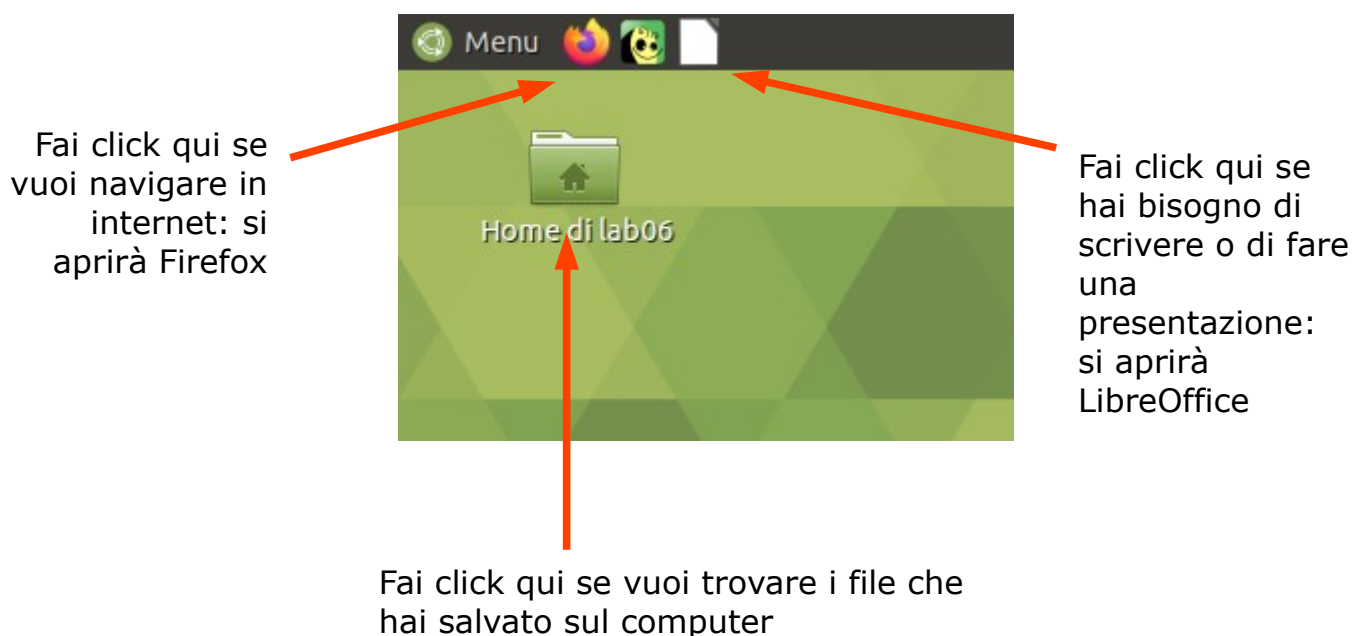 Menu
Fai click qui se
vuoi navigare in
internet: si
aprirà Firefox
Home di lab06
Fai click qui se
hai bisogno di
scrivere o di fare
una
presentazione:
si aprirà
LibreOffice
Fai click qui se vuoi trovare i file che
hai salvato sul computer